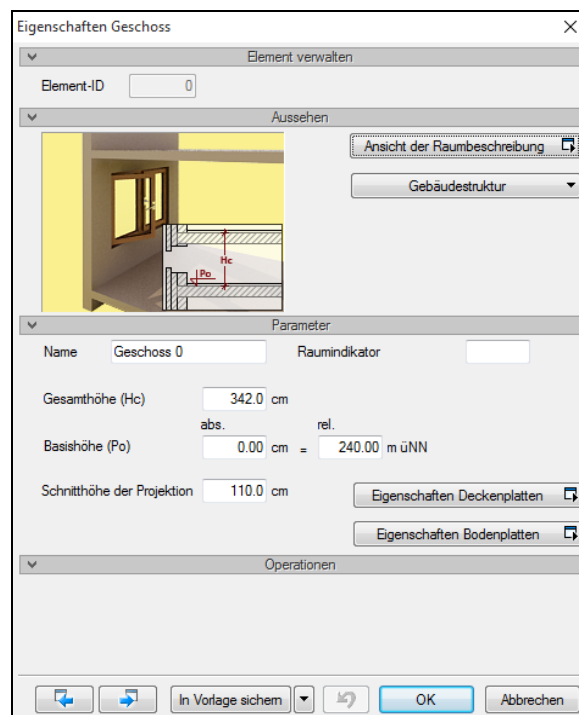 Eigenschaften Geschoss
Element verwalten
Element-ID 0
Aussehen
Ansicht der Raumbeschreibung
Gebäudestruktur
Hc
Po
Parameter
Name Geschoss 0 Raumindikator
Gesamthöhe (Hc) 342.0 cm
abs. rel.
Basishöhe (Po) 0.00 cm = 240.00 m üNN
Schnitthöhe der Projektion 110.0 cm
Eigenschaften Deckenplatten
Eigenschaften Bodenplatten
Operationen
In Vorlage sichern OK Abbrechen